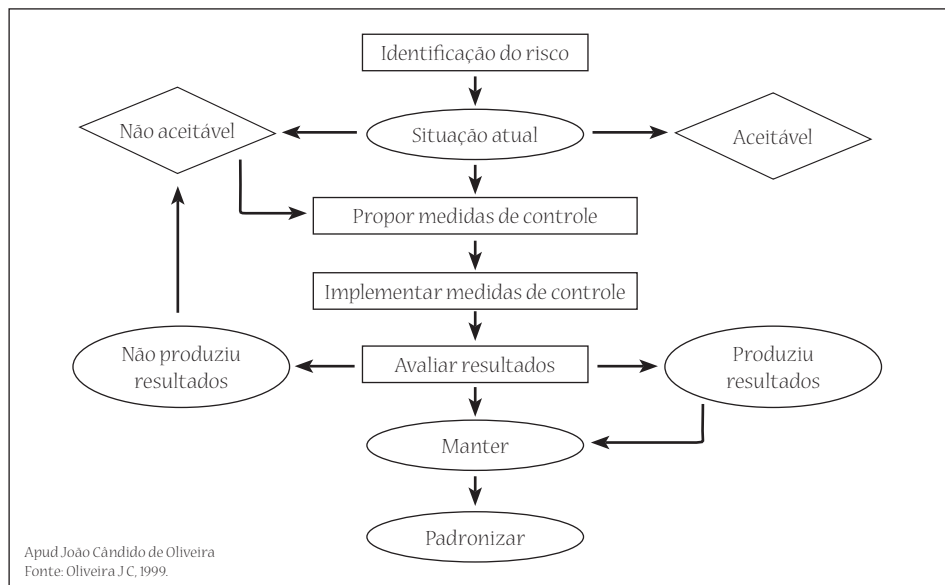 Identificação do risco
Não aceitável
Situação atual
Aceitável
Propor medidas de controle
Implementar medidas de controle
Não produziu
resultados
Avaliar resultados
Produziu
resultados
Manter
Padronizar
Apud João Cândido de Oliveira
Fonte: Oliveira J C, 1999.